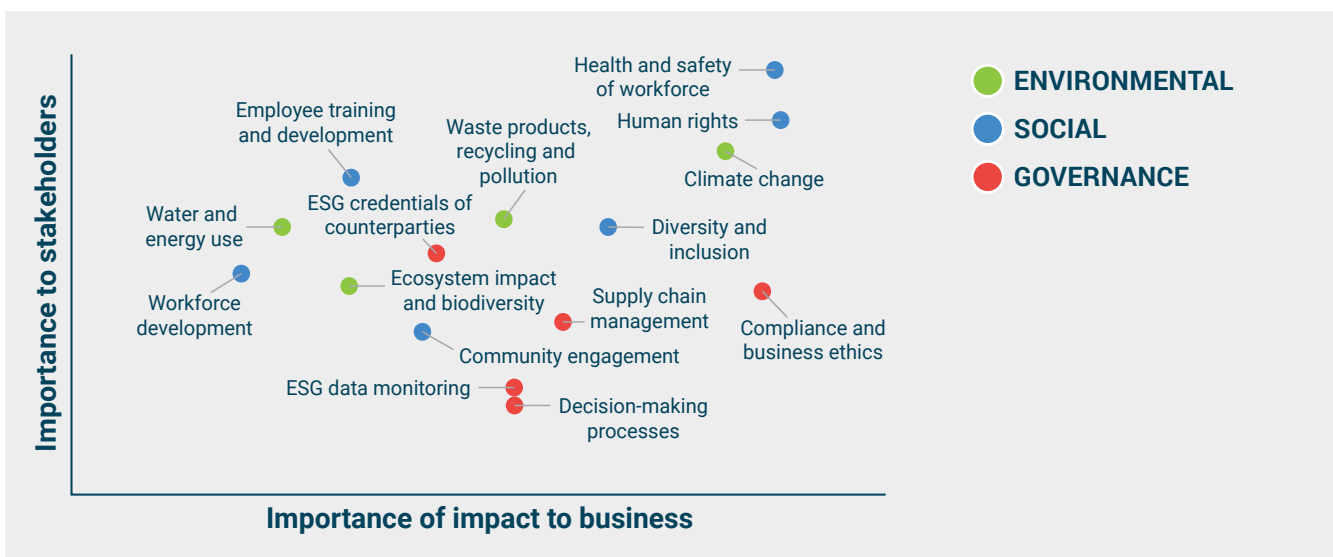 Importance to stakeholders
Health and safety
of workforce
Human rights
Climate change
Employee training
and development
Waste products,
recycling and
pollution
ESG credentials of
counterparties
Water and
energy use
Diversity and
inclusion
Workforce
development
Ecosystem impact
and biodiversity
Supply chain
management
Compliance and
business ethics
Community engagement
ESG data monitoring
Decision-making
processes
Importance of impact to business
ENVIRONMENTAL
SOCIAL
GOVERNANCE